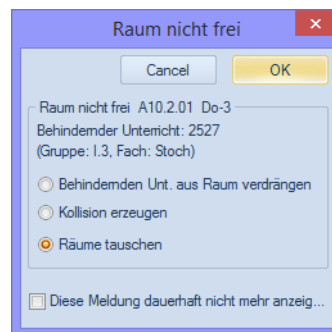 Raum nicht frei
Cancel
OK
Raum nicht frei A10.2.01 Do-3
Behindernder Unterricht: 2527
(Gruppe: I.3, Fach: Stoch)
Behindernden Unt. aus Raum verdrängen
Kollision erzeugen
Räume tauschen
Diese Meldung dauerhaft nicht mehr anzeig...